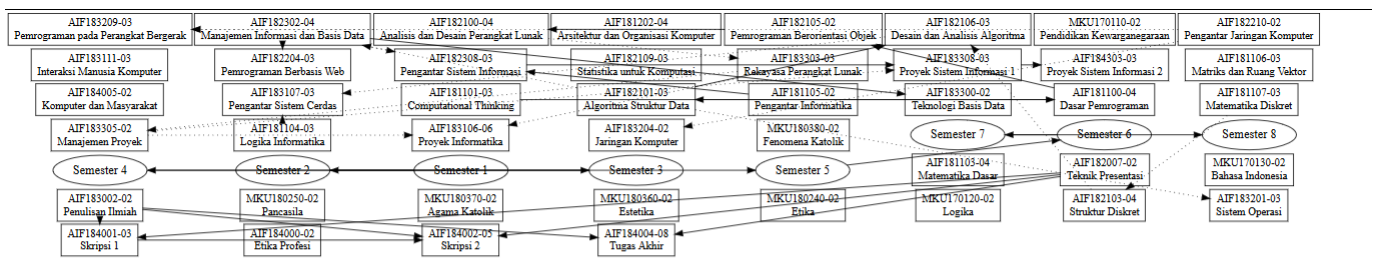 AIF183209-03
Pemrograman pada Perangkat Bergerak
AIF182302-04
Manajemen Informasi dan Basis Data
AIF182100-04
Analisis dan Desain Perangkat Lunak
AIF181202-04
Arsitektur dan Organisasi Komputer
AIF182105-02
Pemrograman Berorientasi Objek
AIF182106-03
Desain dan Analisis Algoritma
MKU170110-02
Pendidikan Kewarganegaraan
AIF182210-02
Pengantar Jaringan Komputer
AIF183111-03
Interaksi Manusia Komputer
AIF182204-03
Pemrograman Berbasis Web
AIF182308-03
Pengantar Sistem Informasi
AIF182109-03
Statistika untuk Komputasi
AIF183303-03
Rekayasa Perangkat Lunak
AIF183308-03
Proyek Sistem Informasi 1
AIF184303-03
Proyek Sistem Informasi 2
AIF181106-03
Matriks dan Ruang Vektor
AIF184005-02
Komputer dan Masyarakat
AIF183107-03
Pengantar Sistem Cerdas
AIF181101-03
Computational Thinking
AIF182101-03
Algoritma Struktur Data
AIF181105-02
Pengantar Informatika
AIF183300-02
Teknologi Basis Data
AIF181100-04
Dasar Pemrograman
AIF181107-03
Matematika Diskret
AIF183305-02
Manajemen Proyek
AIF181104-03
Logika Informatika
AIF183106-06
Proyek Informatika
AIF183204-02
Jaringan Komputer
MKU180380-02
Fenomena Katolik
Semester 7
Semester 6
Semester 8
Semester 4
Semester 2
Semester 1
Semester 3
Semester 5
AIF181103-04
Matematika Dasar
AIF182007-02
Teknik Presentasi
MKU170130-02
Bahasa Indonesia
AIF183002-02
Penulisan Ilmiah
MKU180250-02
Pancasila
MKU180370-02
Agama Katolik
MKU180360-02
Estetika
MKU180240-02
Etika
MKU170120-02
Logika
AIF182103-04
Struktur Diskret
AIF183201-03
Sistem Operasi
AIF184001-03
Skripsi 1
AIF184000-02
Etika Profesi
AIF184002-05
Skripsi 2
AIF184004-08
Tugas Akhir